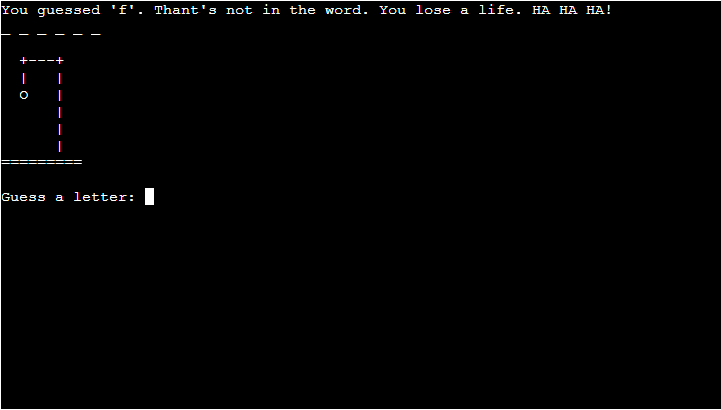 You guessed 'f'. Thant's not in the word. You lose a life. HA HA HA!
_ _ _ _ _ _
  +---+
  |   |
  O   |
      |
      |
      |
=========
Guess a letter: